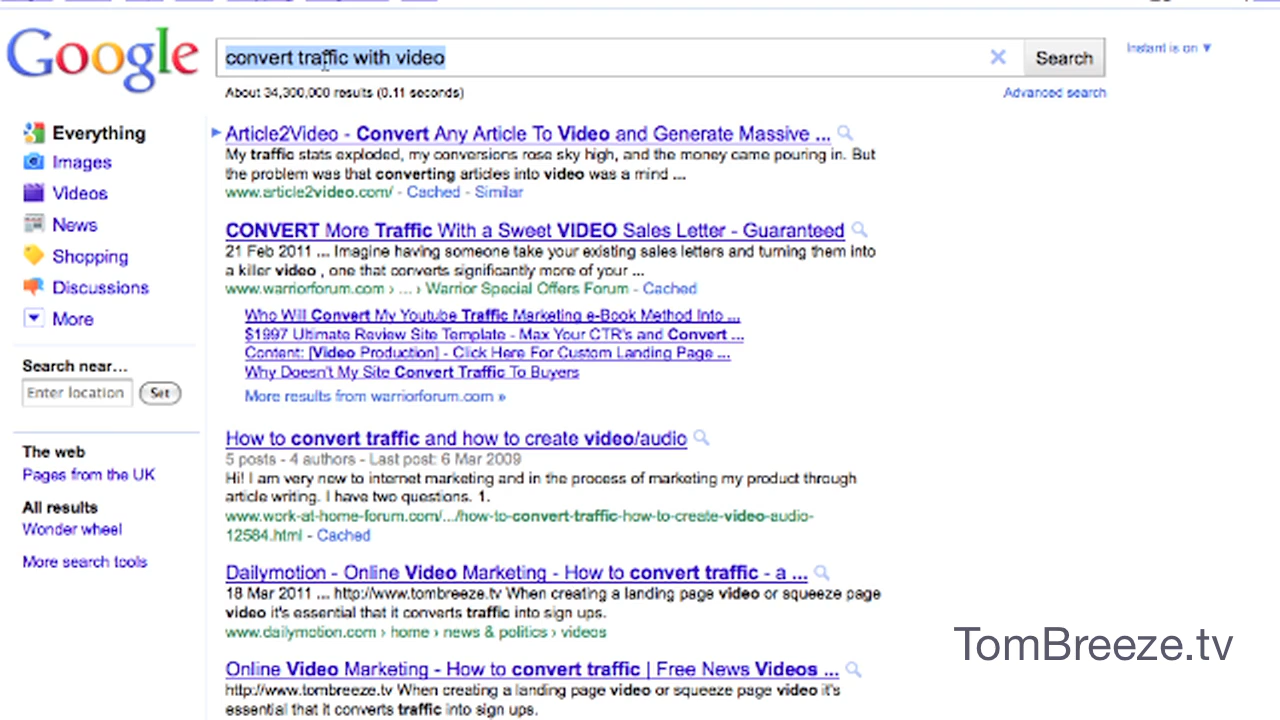 Google
convert traffic with video
Search
Instant is on ▼
About 34,300,000 results (0.11 seconds)
Advanced search
Everything
Images
Videos
News
Shopping
Discussions
More
Search near...
Enter location
Set
The web
Pages from the UK
All results
Wonder wheel
More search tools
Article2Video - Convert Any Article To Video and Generate Massive ...
My traffic stats exploded, my conversions rose sky high, and the money came pouring in. But
the problem was that converting articles into video was a mind ...
www.article2video.com/ - Cached - Similar
CONVERT More Traffic With a Sweet VIDEO Sales Letter - Guaranteed
21 Feb 2011 ... Imagine having someone take your existing sales letters and turning them into
a killer video , one that converts significantly more of your ...
www.warriorforum.com › ... › Warrior Special Offers Forum - Cached
Who Will Convert My Youtube Traffic Marketing e-Book Method Into ...
$1997 Ultimate Review Site Template - Max Your CTR's and Convert ...
Content: [Video Production] - Click Here For Custom Landing Page ...
Why Doesn't My Site Convert Traffic To Buyers
More results from warriorforum.com »
How to convert traffic and how to create video/audio
5 posts - 4 authors - Last post: 6 Mar 2009
Hi! I am very new to internet marketing and in the process of marketing my product through
article writing. I have two questions. 1.
www.work-at-home-forum.com/.../how-to-convert-traffic-how-to-create-video-audio-
12584.html - Cached
Dailymotion - Online Video Marketing - How to convert traffic - a ...
18 Mar 2011 ... http://www.tombreeze.tv When creating a landing page video or squeeze page
video it's essential that it converts traffic into sign ups.
www.dailymotion.com › home › news & politics › videos
Online Video Marketing - How to convert traffic | Free News Videos ...
http://www.tombreeze.tv When creating a landing page video or squeeze page video it's
essential that it converts traffic into sign ups.
TomBreeze.tv